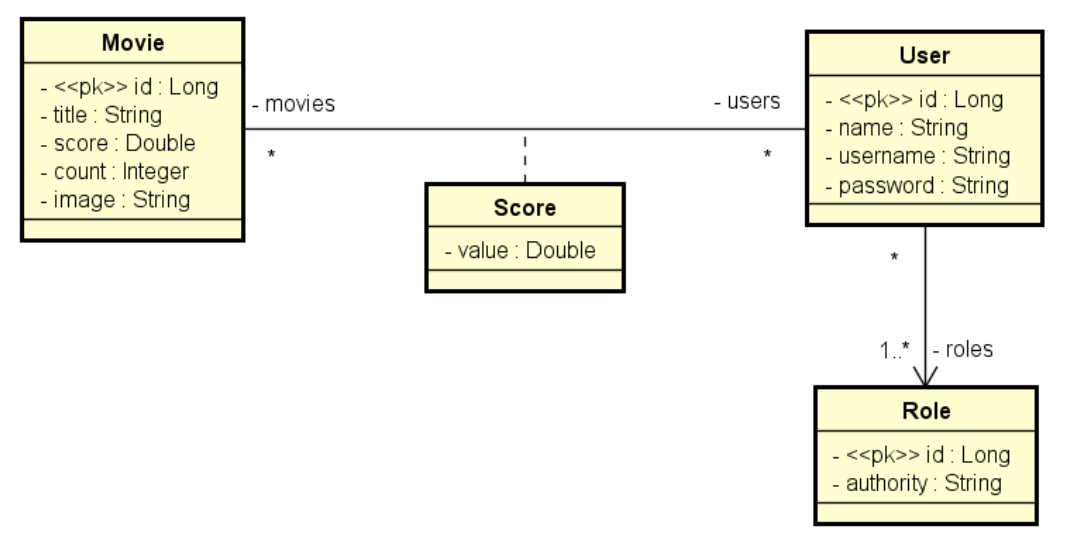 Movie
- <<pk>> id : Long
- title : String
- score : Double
- count : Integer
- image : String
- movies
*
- users
*
User
- <<pk>> id : Long
- name : String
- username : String
- password : String
Score
- value : Double
*
1..*
- roles
Role
- <<pk>> id : Long
- authority : String